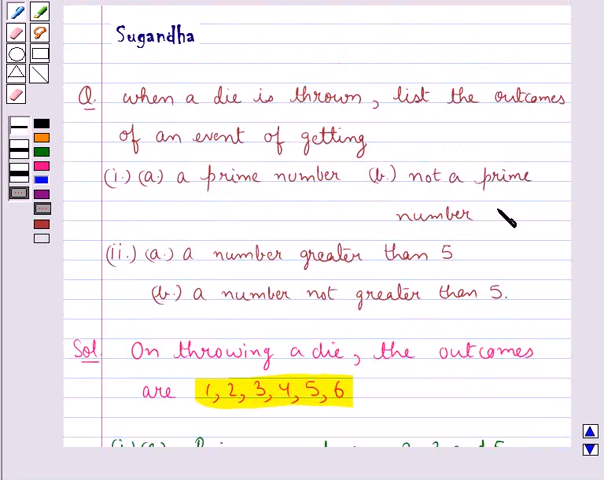 Sugandha
Q. when a die is thrown, list the outcomes
of an event of getting
(i.) (a.) a prime number (b.) not a prime
number
(ii.) (a.) a number greater than 5
(b.) a number not greater than 5.
Sol. On throwing a die, the outcomes
are 1, 2, 3, 4, 5, 6